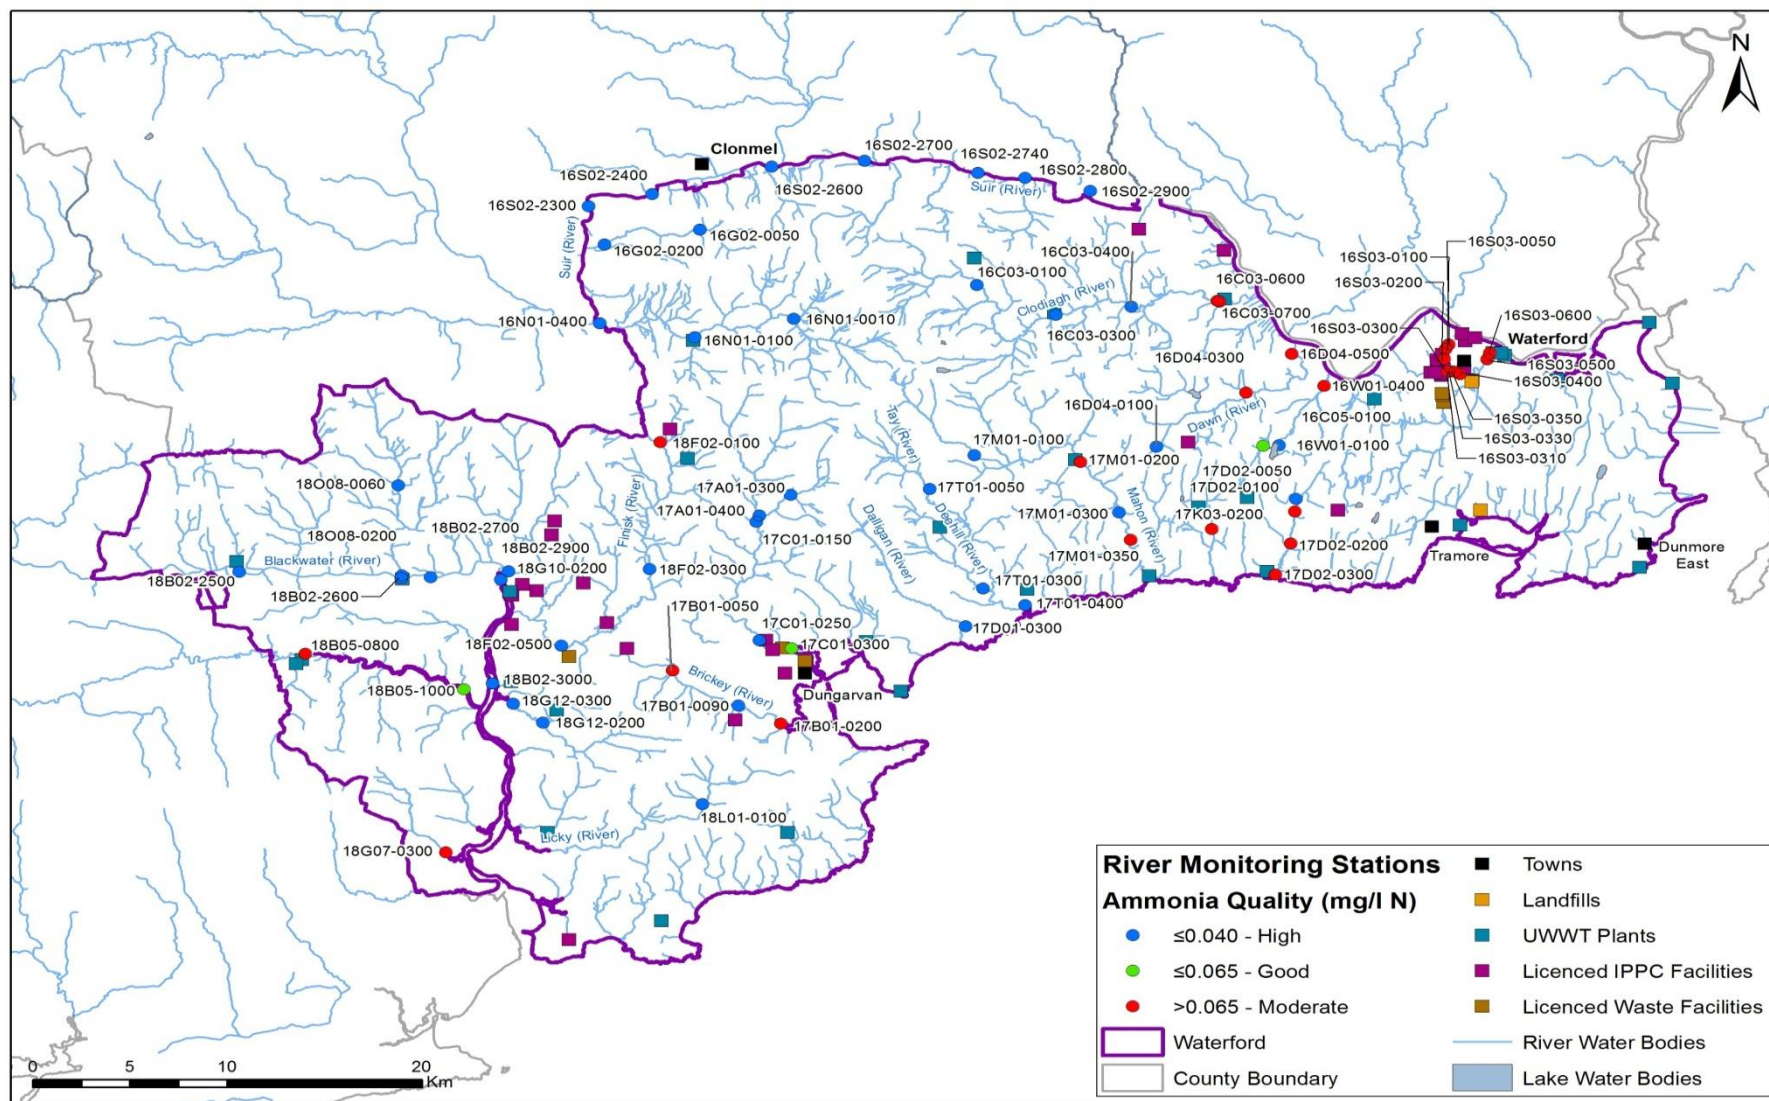 N
Clonmel
16S02-2700
16S02-2740
16S02-2800
16S02-2400
16S02-2600
Suir (River)
16S02-2900
16S02-2300
16G02-0050
Suir (River)
16G02-0200
16C03-0400
16S03-0050
16S03-0100
16C03-0100
16C03-0600
16S03-0200
Clodiagh (River)
16N01-0400
16N01-0010
16C03-0700
16S03-0600
16C03-0300
16S03-0300
Waterford
16N01-0100
16D04-0300
16D04-0500
16S03-0500
16S03-0400
16W01-0400
16D04-0100
Dawn (River)
16C05-0100
16S03-0350
Tay (River)
17M01-0100
16S03-0330
18F02-0100
16W01-0100
16S03-0310
17M01-0200
17D02-0050
18O08-0060
17A01-0300
17T01-0050
17D02-0100
17A01-0400
Mahon (River)
17M01-0300
17K03-0200
18B02-2700
Finisk (River)
Dalligan (River)
Deehill (River)
18O08-0200
17C01-0150
17D02-0200
Tramore
Dunmore
East
18B02-2900
17M01-0350
Blackwater (River)
18G10-0200
18F02-0300
17D02-0300
18B02-2500
17T01-0300
18B02-2600
17B01-0050
17T01-0400
17C01-0250
17D01-0300
18B05-0800
18F02-0500
17C01-0300
Brickey (River)
18B02-3000
18B05-1000
Dungarvan
18G12-0300
17B01-0090
18G12-0200
17B01-0200
18L01-0100
Licky (River)
18G07-0300
River Monitoring Stations
Ammonia Quality (mg/l N)
≤0.040 - High
≤0.065 - Good
>0.065 - Moderate
Waterford
County Boundary
Towns
Landfills
UWWT Plants
Licenced IPPC Facilities
Licenced Waste Facilities
River Water Bodies
Lake Water Bodies
0 5 10 20
Km